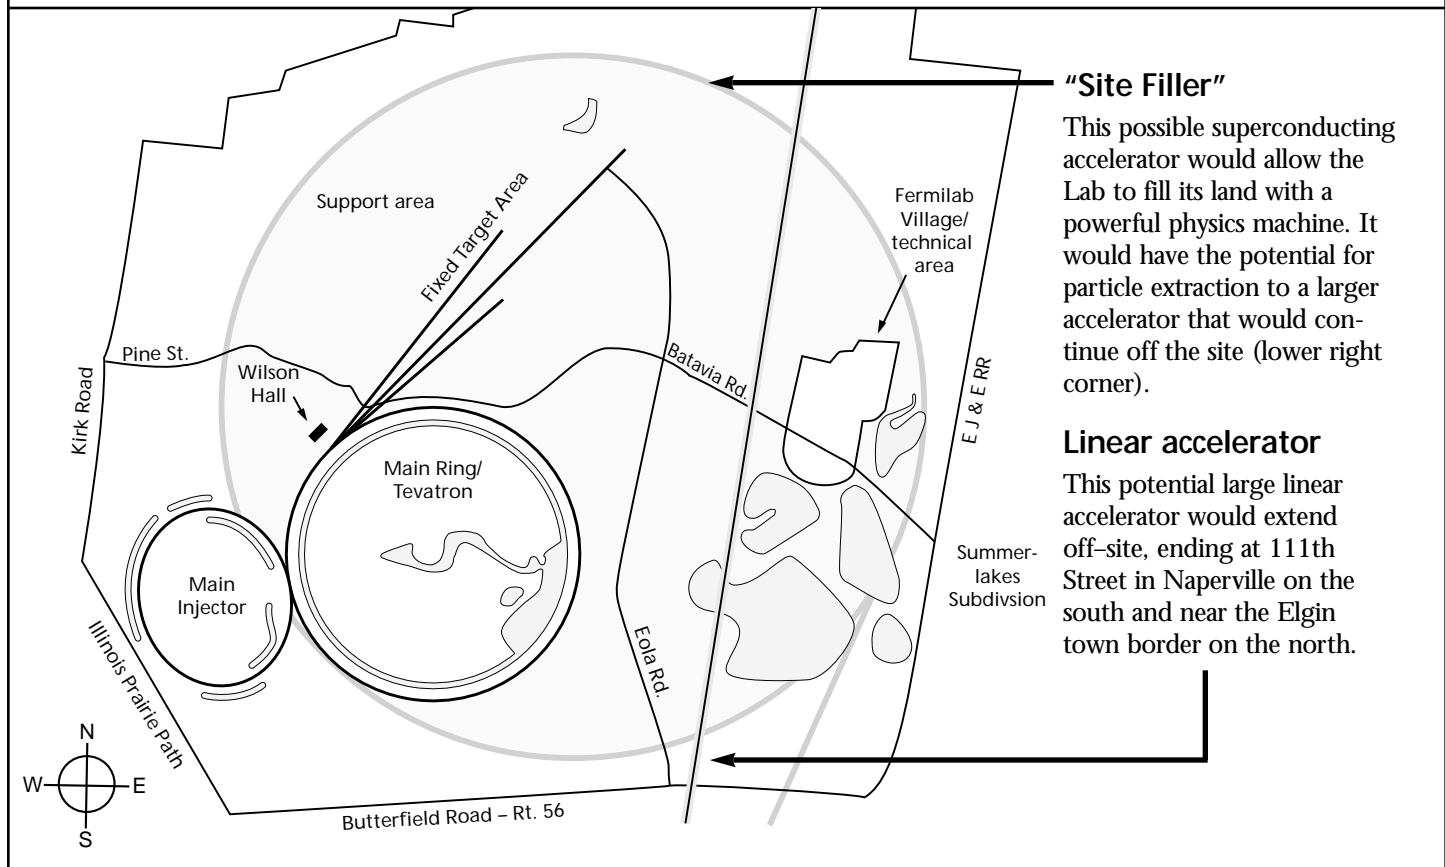 “Site Filler”
This possible superconducting
accelerator would allow the
Lab to fill its land with a
powerful physics machine. It
would have the potential for
particle extraction to a larger
accelerator that would con-
tinue off the site (lower right
corner).
Linear accelerator
This potential large linear
accelerator would extend
off–site, ending at 111th
Street in Naperville on the
south and near the Elgin
town border on the north.
Support area
Fixed Target Area
Fermilab
Village/
technical
area
Pine St.
Wilson
Hall
Batavia Rd.
Kirk Road
E J & E RR
Main Ring/
Tevatron
Main
Injector
Summer-
lakes
Subdivsion
Eola Rd.
Illinois Prairie Path
N
W
E
S
Butterfield Road – Rt. 56